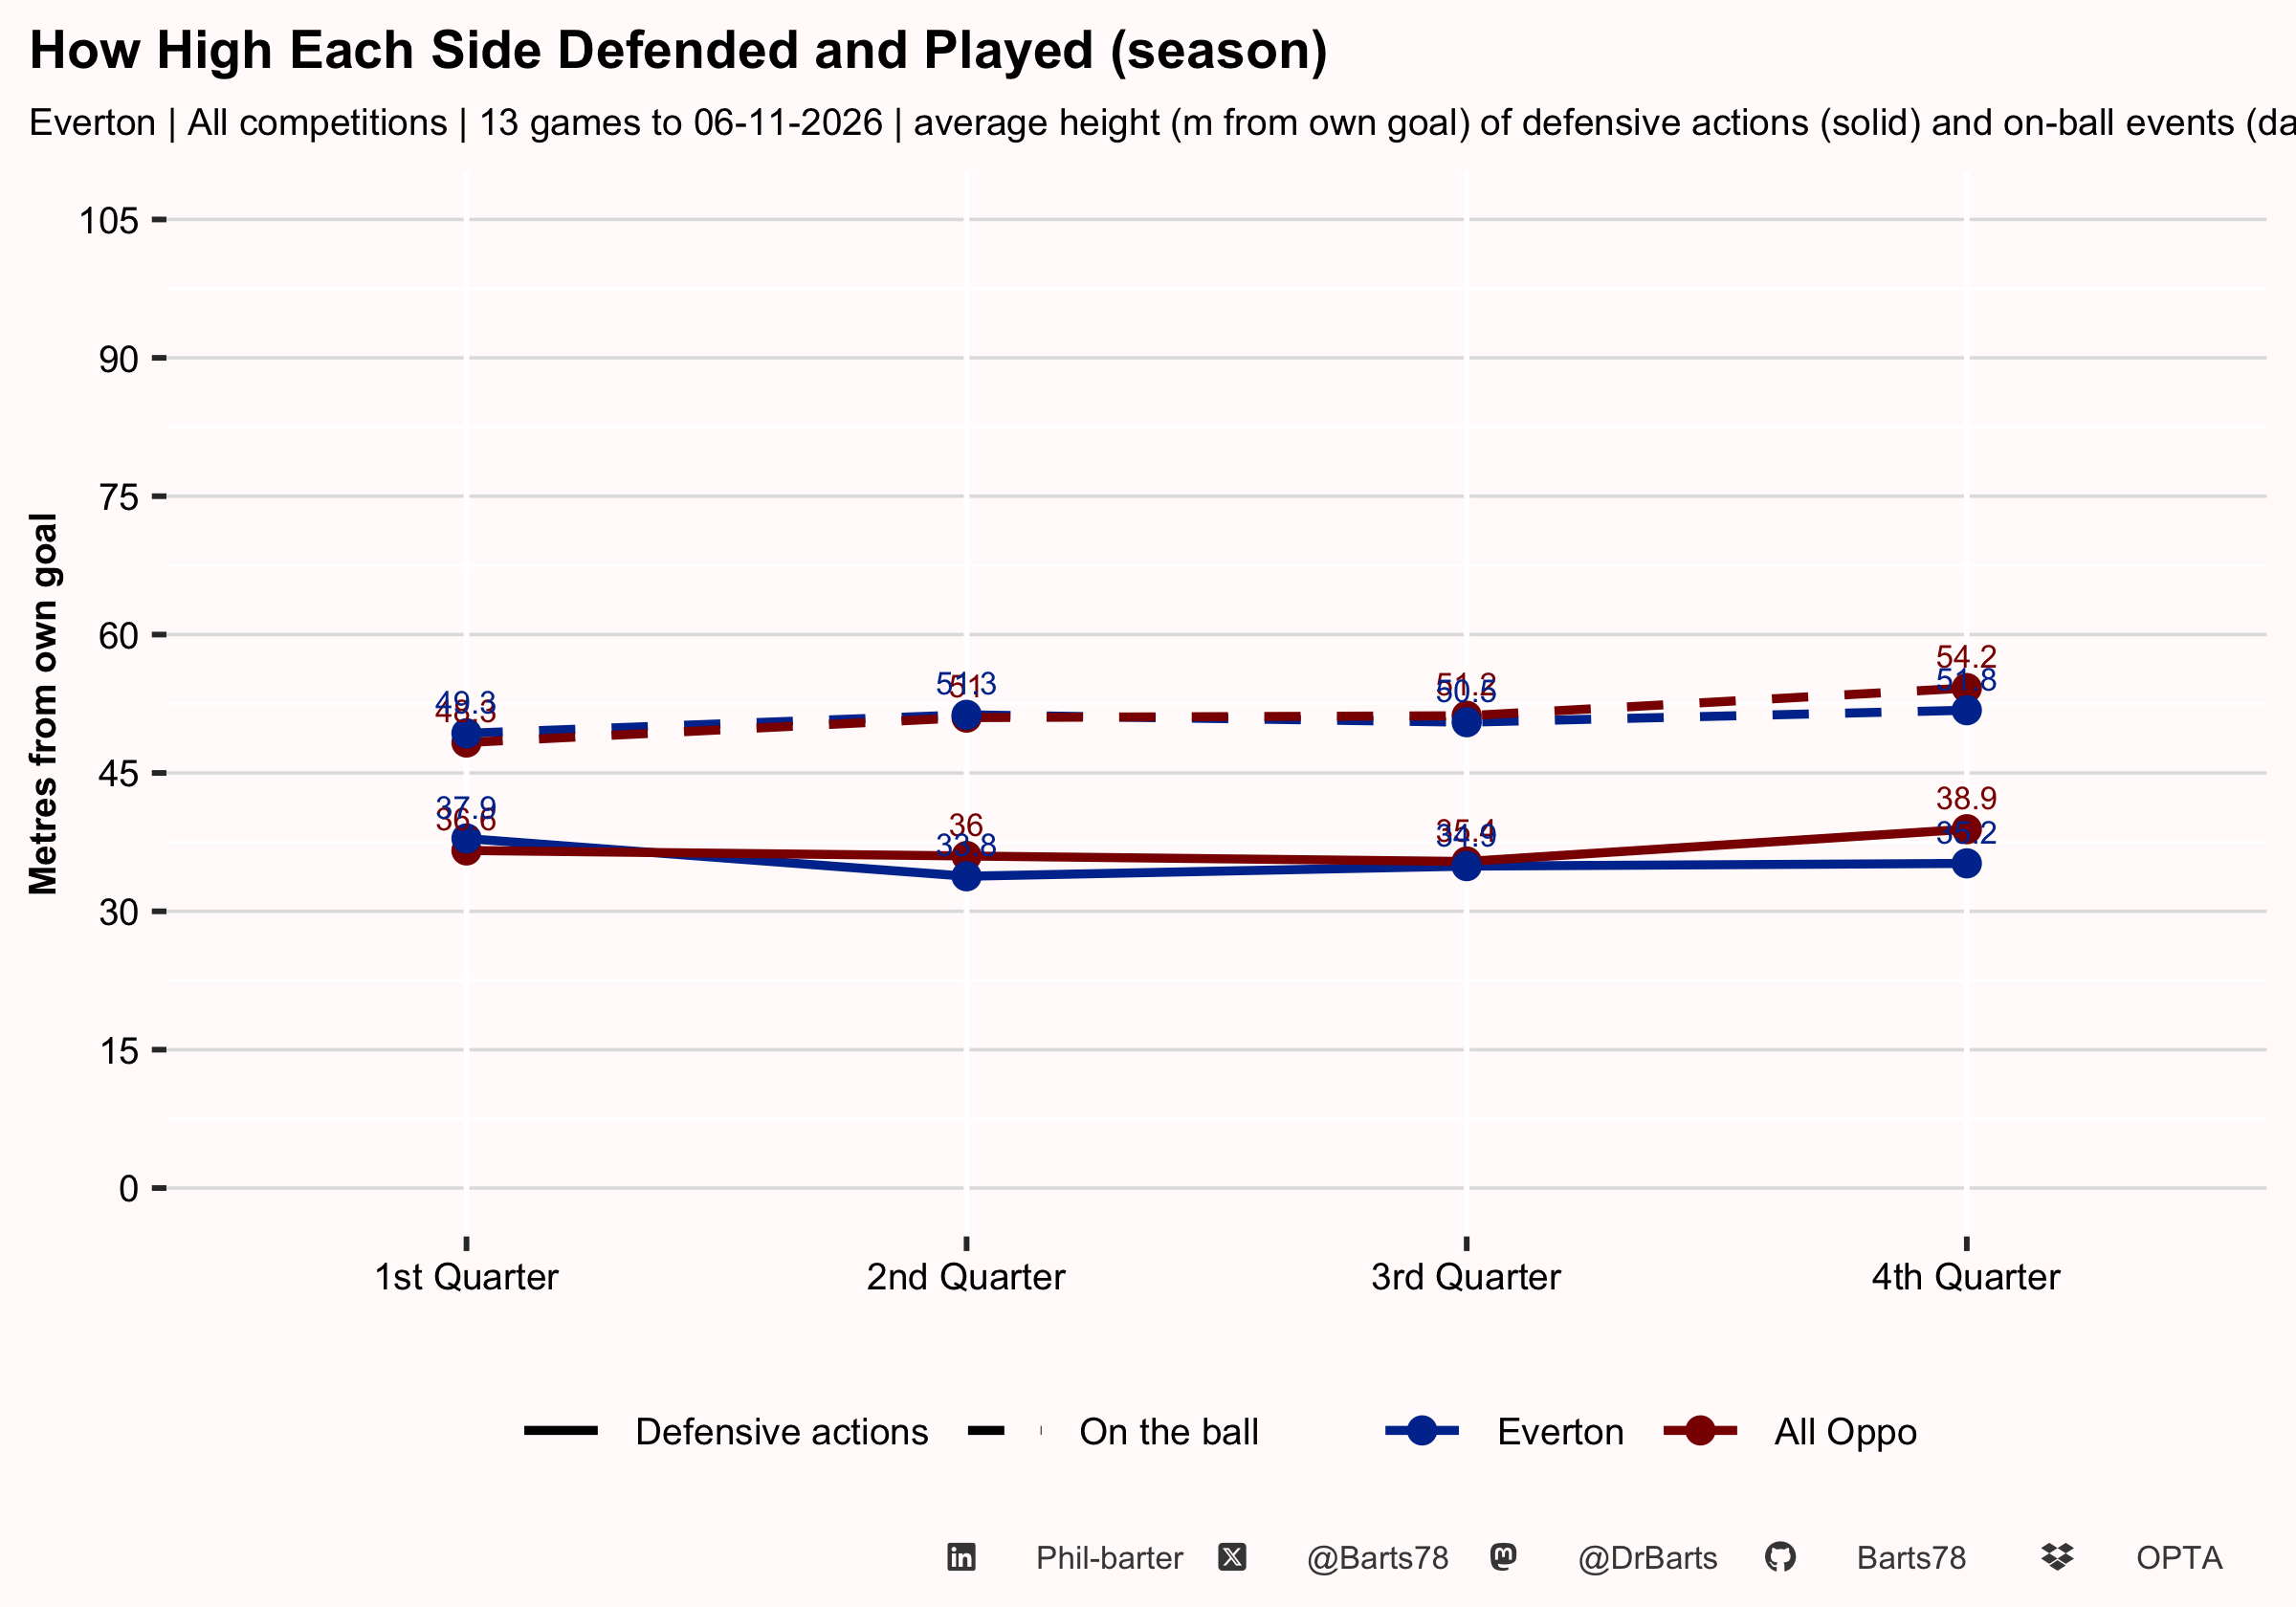 How High Each Side Defended and Played (season)
Everton | All competitions | 13 games to 06-11-2026 | average height (m from own goal) of defensive actions (solid) and on-ball events (da
Metres from own goal
105
90
75
60
45
30
15
0
49.3
48.3
51.3
51
51.2
50.5
54.2
51.8
37.9
36.6
36
33.8
35.4
34.9
38.9
35.2
1st Quarter
2nd Quarter
3rd Quarter
4th Quarter
Defensive actions
On the ball
Everton
All Oppo
Phil-barter
@Barts78
@DrBarts
Barts78
OPTA